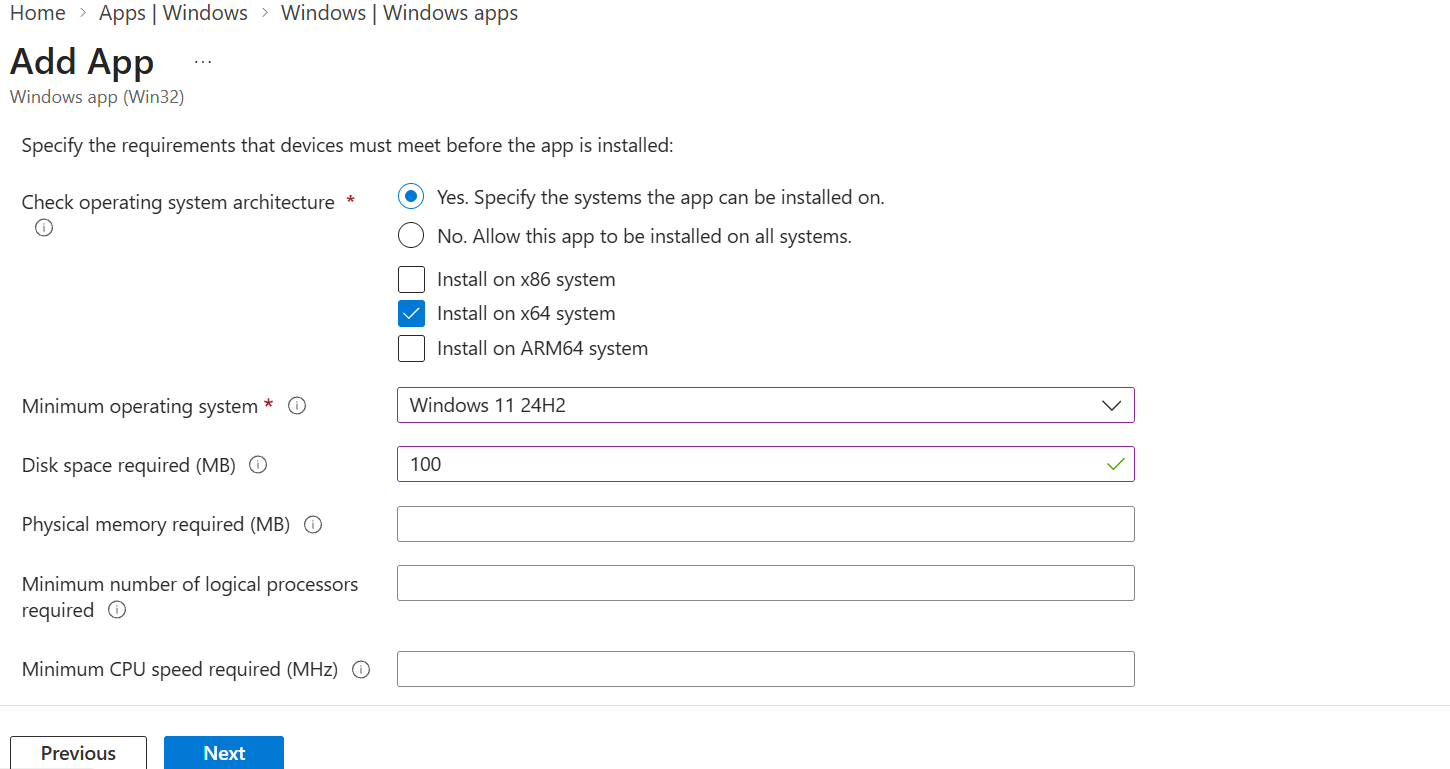 Home > Apps | Windows > Windows | Windows apps
Add App ...
Windows app (Win32)
Specify the requirements that devices must meet before the app is installed:
Check operating system architecture *
Yes. Specify the systems the app can be installed on.
No. Allow this app to be installed on all systems.
Install on x86 system
Install on x64 system
Install on ARM64 system
Minimum operating system *
Windows 11 24H2
Disk space required (MB)
100
Physical memory required (MB)
Minimum number of logical processors
required
Minimum CPU speed required (MHz)
Previous
Next